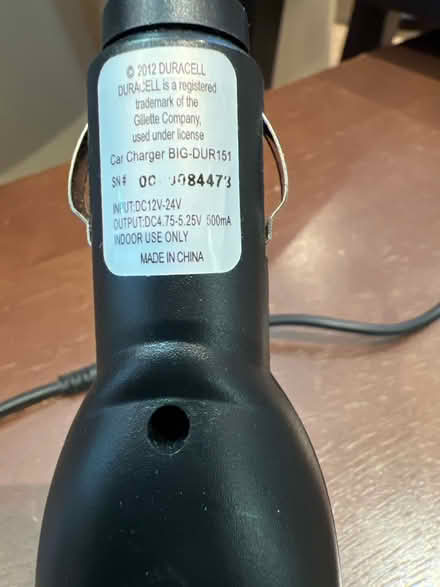 © 2012 DURACELL
DURACELL is a registered
trademark of the
Gillette Company,
used under license
Car Charger BIG-DUR151
SN#
INPUT:DC12V-24V
OUTPUT:DC4.75-5.25V 500mA
INDOOR USE ONLY
MADE IN CHINA